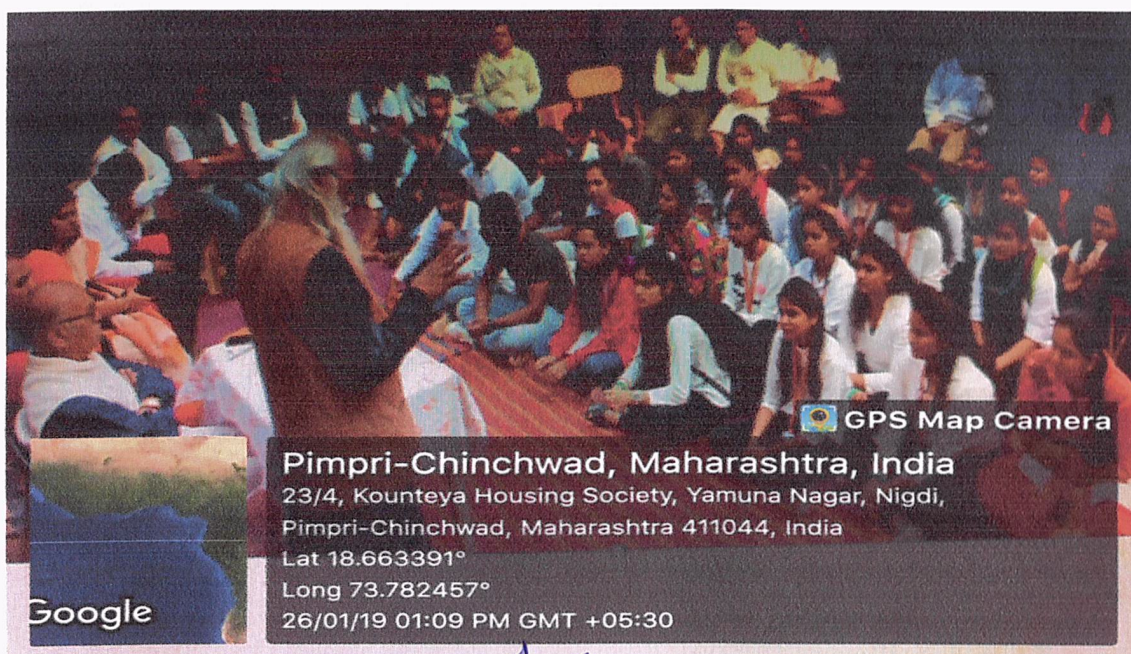 GPS Map Camera
Pimpri-Chinchwad, Maharashtra, India
23/4, Kounteya Housing Society, Yamuna Nagar, Nigdi,
Pimpri-Chinchwad, Maharashtra 411044, India
Lat 18.663391°
Long 73.782457°
26/01/19 01:09 PM GMT +05:30
Google